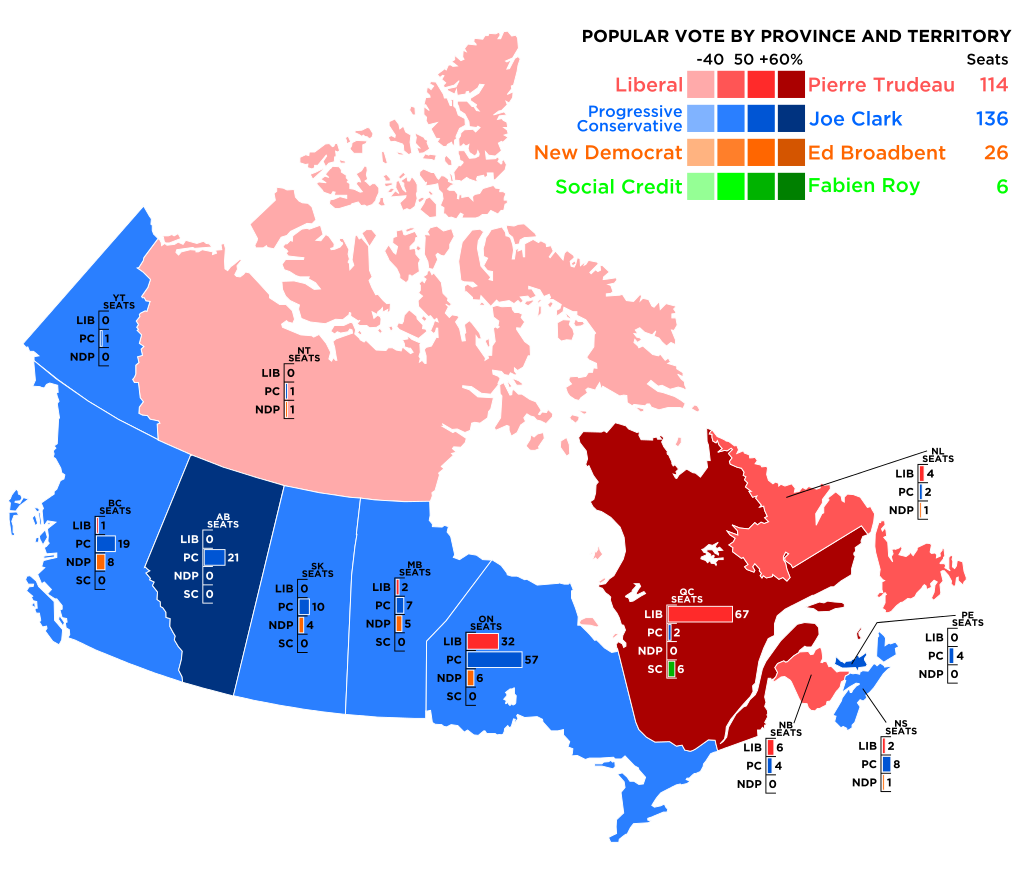 POPULAR VOTE BY PROVINCE AND TERRITORY
-40 50 +60% Seats
Liberal Pierre Trudeau 114
Progressive
Conservative Joe Clark 136
New Democrat Ed Broadbent 26
Social Credit Fabien Roy 6
YT
SEATS
LIB 0
PC 1
NDP 0
NT
SEATS
LIB 0
PC 1
NDP 1
NL
SEATS
LIB 4
PC 2
NDP 1
BC
SEATS
LIB 1
PC 19
NDP 8
SC 0
AB
SEATS
LIB 0
PC 21
NDP 0
SC 0
SK
SEATS
LIB 0
PC 10
NDP 4
SC 0
MB
SEATS
LIB 2
PC 7
NDP 5
SC 0
ON
SEATS
LIB 32
PC 57
NDP 6
SC 0
QC
SEATS
LIB 67
PC 2
NDP 0
SC 6
PE
SEATS
LIB 0
PC 4
NDP 0
NB
SEATS
LIB 6
PC 4
NDP 0
NS
SEATS
LIB 2
PC 8
NDP 1